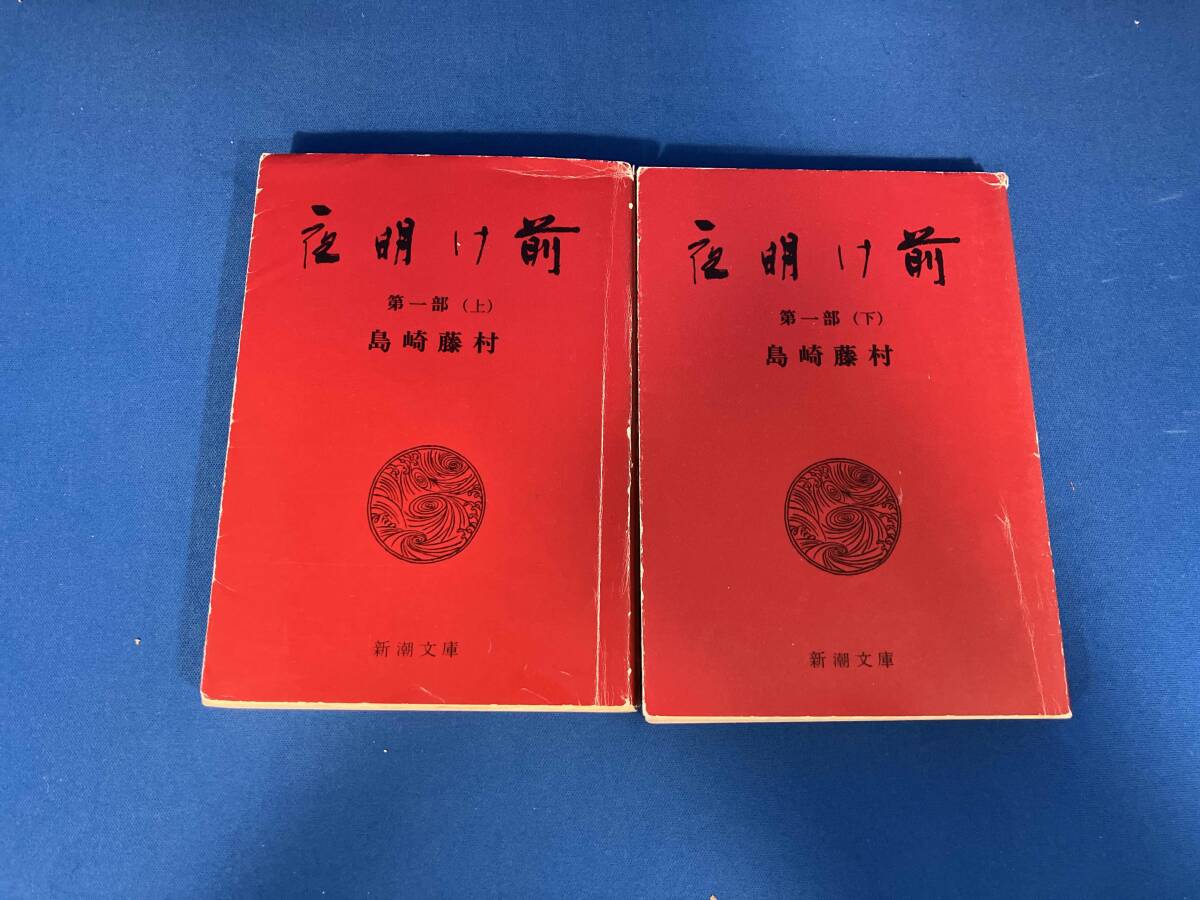 夜明け前
第一部（上）
島崎藤村
新潮文庫
夜明け前
第一部（下）
島崎藤村
新潮文庫